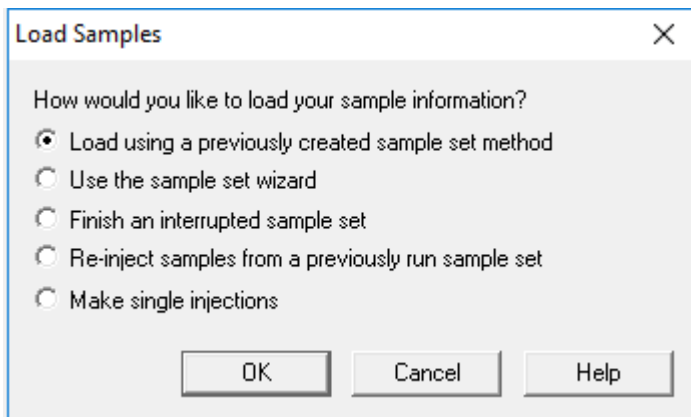 Load Samples
How would you like to load your sample information?
Load using a previously created sample set method
Use the sample set wizard
Finish an interrupted sample set
Re-inject samples from a previously run sample set
Make single injections
OK Cancel Help